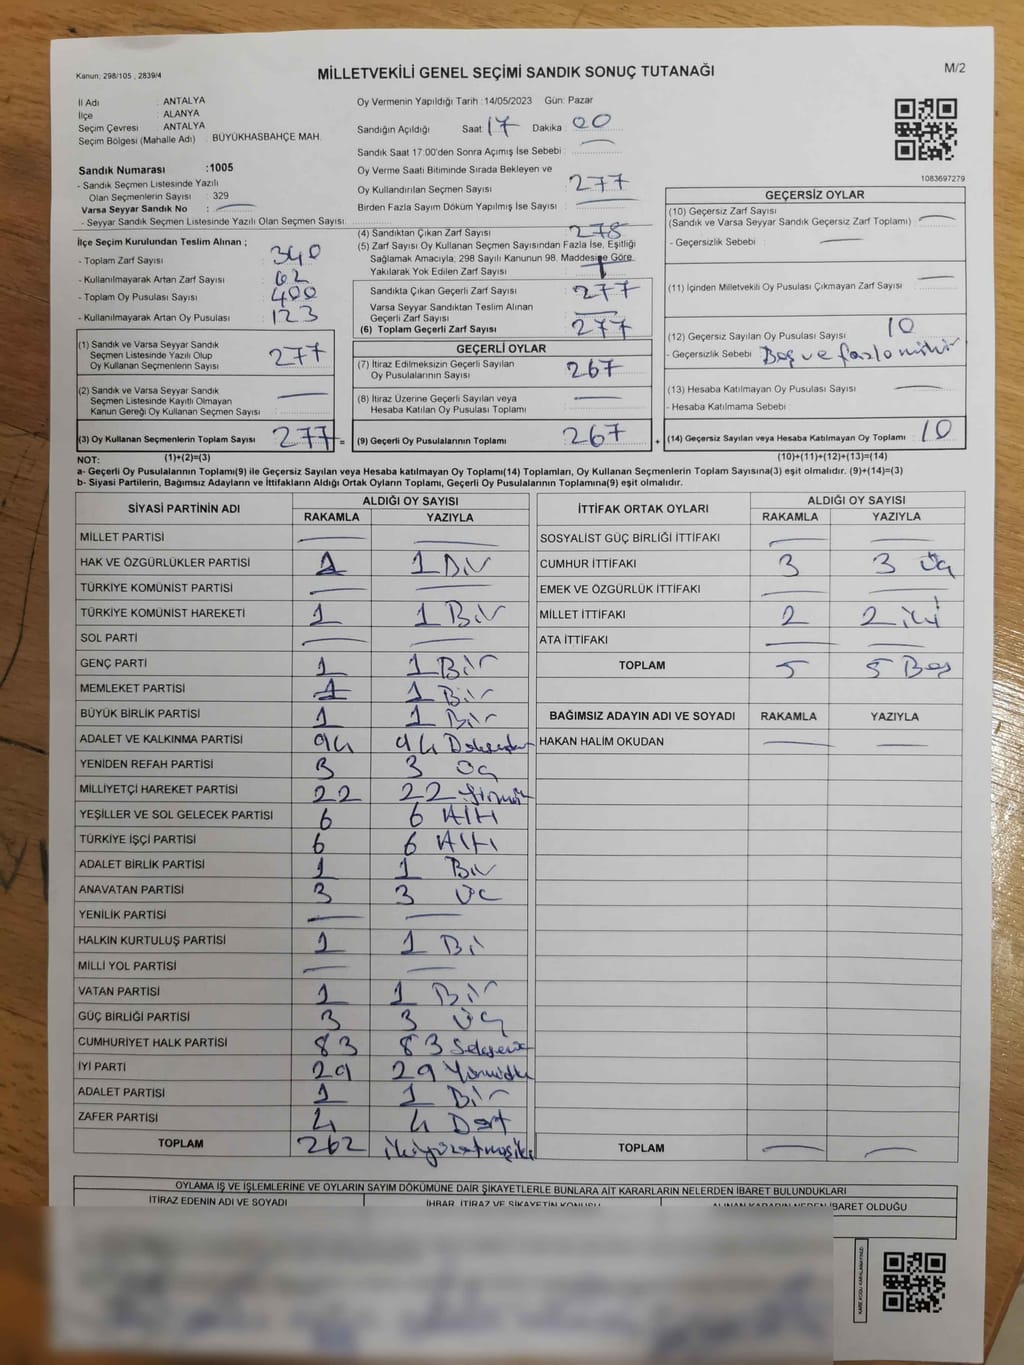 Kanun; 298/105 , 2839/4
MİLLETVEKİLİ GENEL SEÇİMİ SANDIK SONUÇ TUTANAĞI
M/2
İl Adı : ANTALYA
İlçe : ALANYA
Seçim Çevresi : ANTALYA
Seçim Bölgesi (Mahalle Adı) : BÜYÜKHASBAHÇE MAH.
Sandık Numarası :1005
- Sandık Seçmen Listesinde Yazılı
Olan Seçmenlerin Sayısı : 329
Varsa Seyyar Sandık No : —
- Seyyar Sandık Seçmen Listesinde Yazılı Olan Seçmen Sayısı:
Oy Vermenin Yapıldığı Tarih :14/05/2023 Gün: Pazar
Sandığın Açıldığı Saat 17 Dakika 00
Sandık Saat 17:00'den Sonra Açımış İse Sebebi : —
Oy Verme Saati Bitiminde Sırada Bekleyen ve
Oy Kullandırılan Seçmen Sayısı : 277
Birden Fazla Sayım Döküm Yapılmış İse Sayısı : —
1083697279
İlçe Seçim Kurulundan Teslim Alınan ;
- Toplam Zarf Sayısı : 340
- Kullanılmayarak Artan Zarf Sayısı : 62
- Toplam Oy Pusulası Sayısı : 400
- Kullanılmayarak Artan Oy Pusulası : 123
(1) Sandık ve Varsa Seyyar Sandık
Seçmen Listesinde Yazılı Olup
Oy Kullanan Seçmenlerin Sayısı : 277
(2) Sandık ve Varsa Seyyar Sandık
Seçmen Listesinde Kayıtlı Olmayan
Kanun Gereği Oy Kullanan Seçmen Sayısı : —
(3) Oy Kullanan Seçmenlerin Toplam Sayısı 277 =
(4) Sandıktan Çıkan Zarf Sayısı : 278
(5) Zarf Sayısı Oy Kullanan Seçmen Sayısından Fazla İse, Eşitliği
Sağlamak Amacıyla; 298 Sayılı Kanunun 98. Maddesine Göre
Yakılarak Yok Edilen Zarf Sayısı : 1
Sandıkta Çıkan Geçerli Zarf Sayısı : 277
Varsa Seyyar Sandıktan Teslim Alınan
Geçerli Zarf Sayısı : —
(6) Toplam Geçerli Zarf Sayısı : 277
GEÇERLİ OYLAR
(7) İtiraz Edilmeksizin Geçerli Sayılan
Oy Pusulalarının Sayısı : 267
(8) İtiraz Üzerine Geçerli Sayılan veya
Hesaba Katılan Oy Pusulası Toplamı : —
(9) Geçerli Oy Pusulalarının Toplamı : 267 +
GEÇERSİZ OYLAR
(10) Geçersiz Zarf Sayısı
(Sandık ve Varsa Seyyar Sandık Geçersiz Zarf Toplamı) : —
- Geçersizlik Sebebi : —
(11) İçinden Milletvekili Oy Pusulası Çıkmayan Zarf Sayısı : —
(12) Geçersiz Sayılan Oy Pusulası Sayısı : 10
- Geçersizlik Sebebi : Boş ve fazla mühür
(13) Hesaba Katılmayan Oy Pusulası Sayısı : —
- Hesaba Katılmama Sebebi :
(14) Geçersiz Sayılan veya Hesaba Katılmayan Oy Toplamı : 10
NOT: (1)+(2)=(3) (10)+(11)+(12)+(13)=(14)
a- Geçerli Oy Pusulalarının Toplamı(9) ile Geçersiz Sayılan veya Hesaba katılmayan Oy Toplamı(14) Toplamları, Oy Kullanan Seçmenlerin Toplam Sayısına(3) eşit olmalıdır. (9)+(14)=(3)
b- Siyasi Partilerin, Bağımsız Adayların ve İttifakların Aldığı Ortak Oyların Toplamı, Geçerli Oy Pusulalarının Toplamına(9) eşit olmalıdır.
SİYASİ PARTİNİN ADI ALDIĞI OY SAYISI
RAKAMLA YAZIYLA
MİLLET PARTİSİ — —
HAK VE ÖZGÜRLÜKLER PARTİSİ 1 1 Bir
TÜRKİYE KOMÜNİST PARTİSİ — —
TÜRKİYE KOMÜNİST HAREKETİ 1 1 Bir
SOL PARTİ — —
GENÇ PARTİ 1 1 Bir
MEMLEKET PARTİSİ 1 1 Bir
BÜYÜK BİRLİK PARTİSİ 1 1 Bir
ADALET VE KALKINMA PARTİSİ 94 94
YENİDEN REFAH PARTİSİ 3 3 Üç
MİLLİYETÇİ HAREKET PARTİSİ 22 22
YEŞİLLER VE SOL GELECEK PARTİSİ 6 6 Altı
TÜRKİYE İŞÇİ PARTİSİ 6 6 Altı
ADALET BİRLİK PARTİSİ 1 1 Bir
ANAVATAN PARTİSİ 3 3 Üç
YENİLİK PARTİSİ — —
HALKIN KURTULUŞ PARTİSİ 1 1 Bi
MİLLİ YOL PARTİSİ — —
VATAN PARTİSİ 1 1 Bir
GÜÇ BİRLİĞİ PARTİSİ 3 3 Üç
CUMHURİYET HALK PARTİSİ 83 83
İYİ PARTİ 29 29
ADALET PARTİSİ 1 1 Bir
ZAFER PARTİSİ 4 4 Dört
TOPLAM 262 ikiyüzatmışiki
İTTİFAK ORTAK OYLARI ALDIĞI OY SAYISI
RAKAMLA YAZIYLA
SOSYALİST GÜÇ BİRLİĞİ İTTİFAKI — —
CUMHUR İTTİFAKI 3 3 Üç
EMEK VE ÖZGÜRLÜK İTTİFAKI — —
MİLLET İTTİFAKI 2 2 iki
ATA İTTİFAKI — —
TOPLAM 5 5 Beş
BAĞIMSIZ ADAYIN ADI VE SOYADI RAKAMLA YAZIYLA
HAKAN HALİM OKUDAN — —
TOPLAM — —
OYLAMA İŞ VE İŞLEMLERİNE VE OYLARIN SAYIM DÖKÜMÜNE DAİR ŞİKAYETLERLE BUNLARA AİT KARARLARIN NELERDEN İBARET BULUNDUKLARI
İTİRAZ EDENİN ADI VE SOYADI İHBAR, İTİRAZ VE ŞİKAYETİN KONUSU ALINAN KARARIN NEDEN İBARET OLDUĞU